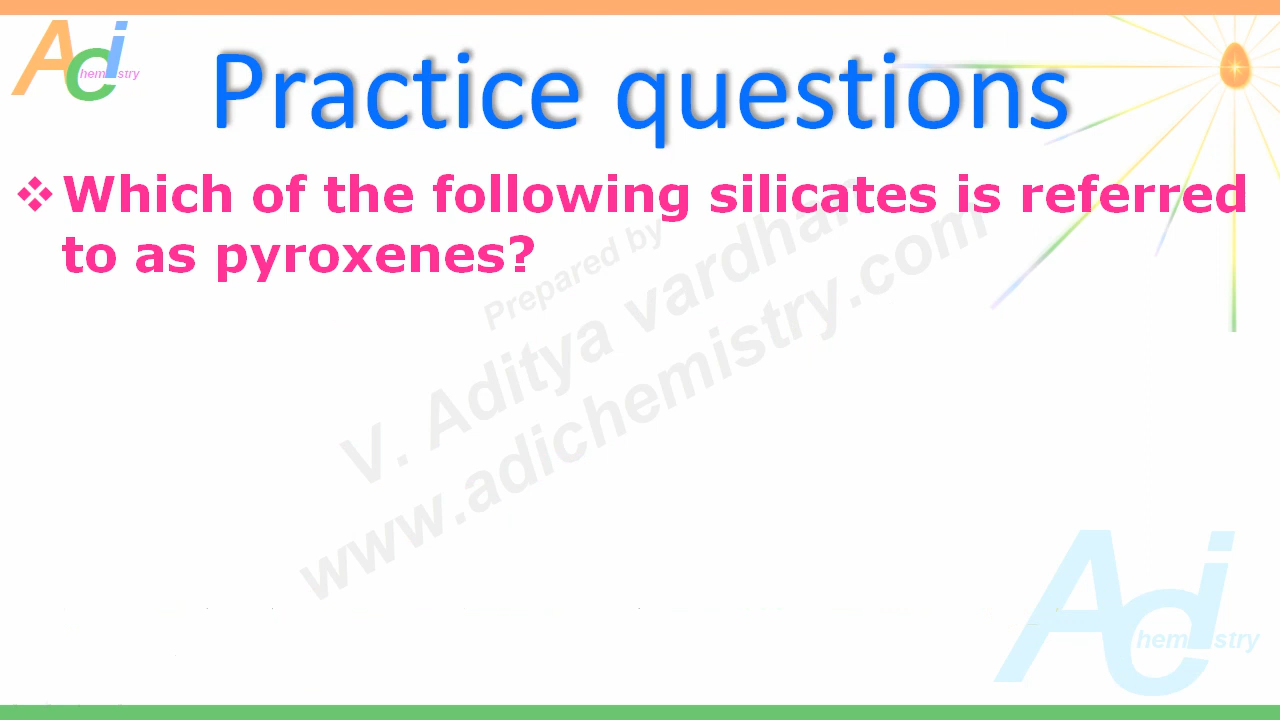 Adi
hemistry
Practice questions
❖ Which of the following silicates is referred
to as pyroxenes?
Prepared by
V. Aditya vardhan
www.adichemistry.com
Adi
hemistry